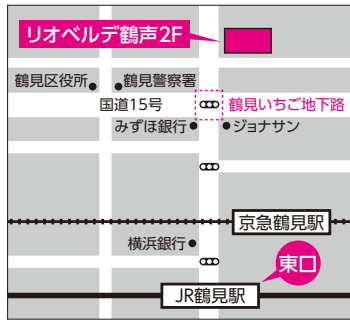 リオベルデ鶴声2F
鶴見区役所
鶴見警察署
国道15号
鶴見いちご地下路
みずほ銀行
ジョナサン
京急鶴見駅
横浜銀行
東口
JR鶴見駅